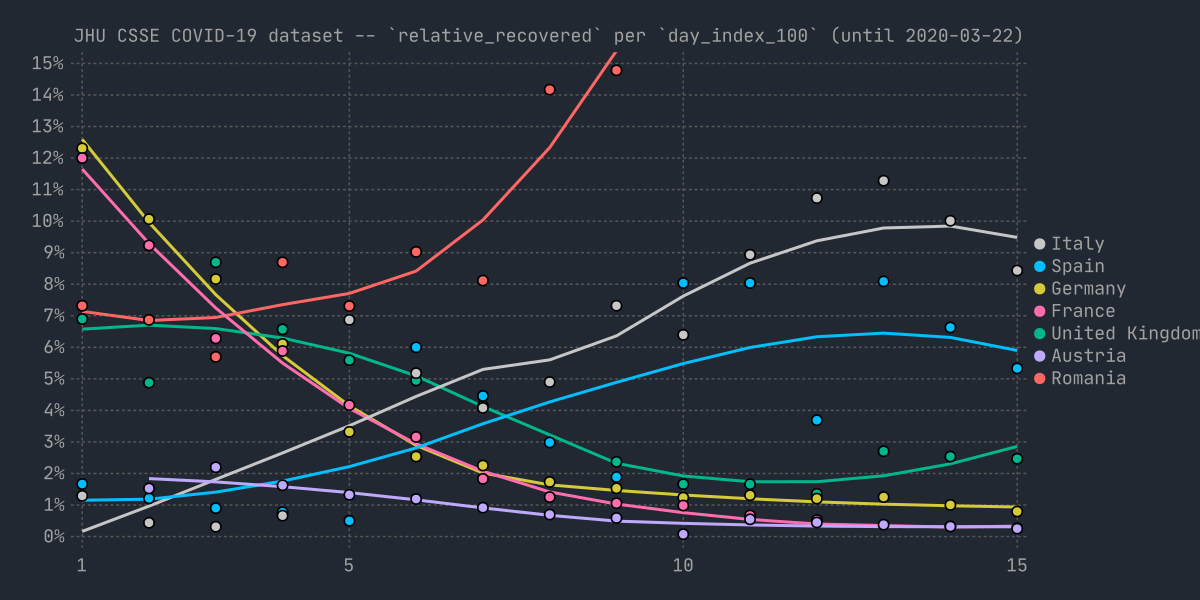 JHU CSSE COVID-19 dataset -- `relative_recovered` per `day_index_100` (until 2020-03-22)
15%
14%
13%
12%
11%
10%
9%
8%
7%
6%
5%
4%
3%
2%
1%
0%
1 5 10 15
Italy
Spain
Germany
France
United Kingdom
Austria
Romania